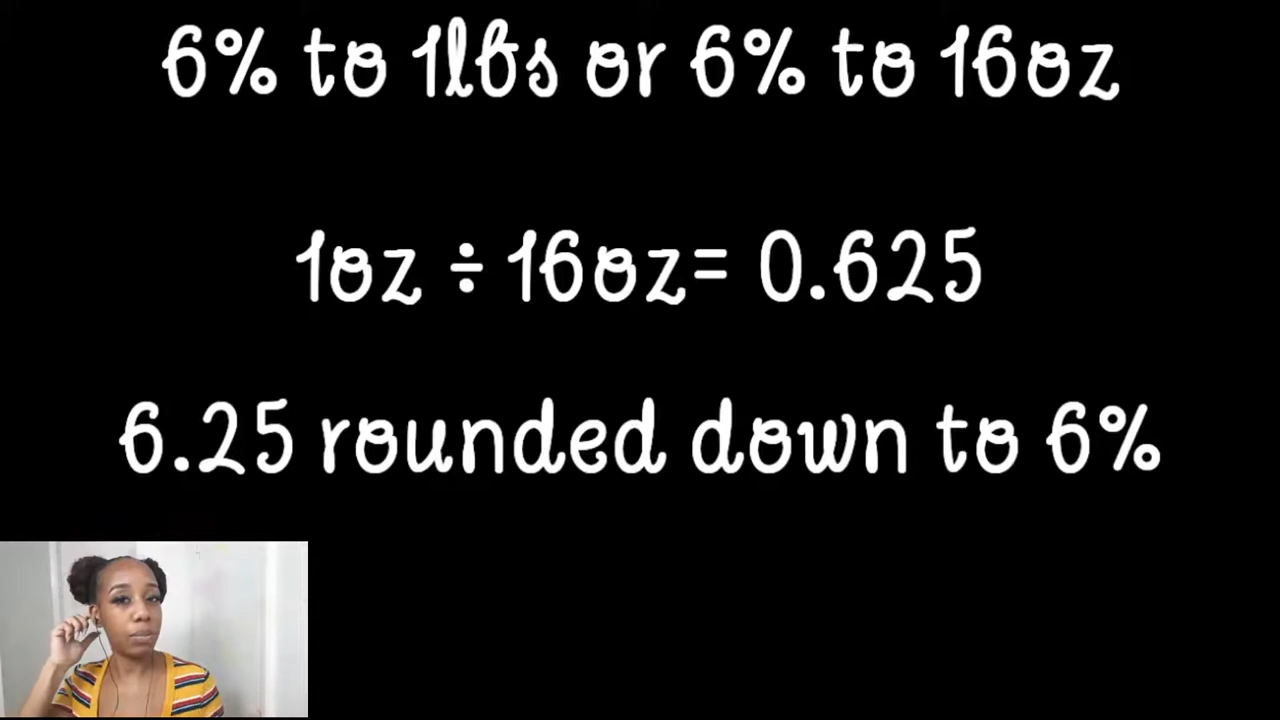 6% to 1lbs or 6% to 16oz
1oz ÷ 16oz= 0.625
6.25 rounded down to 6%